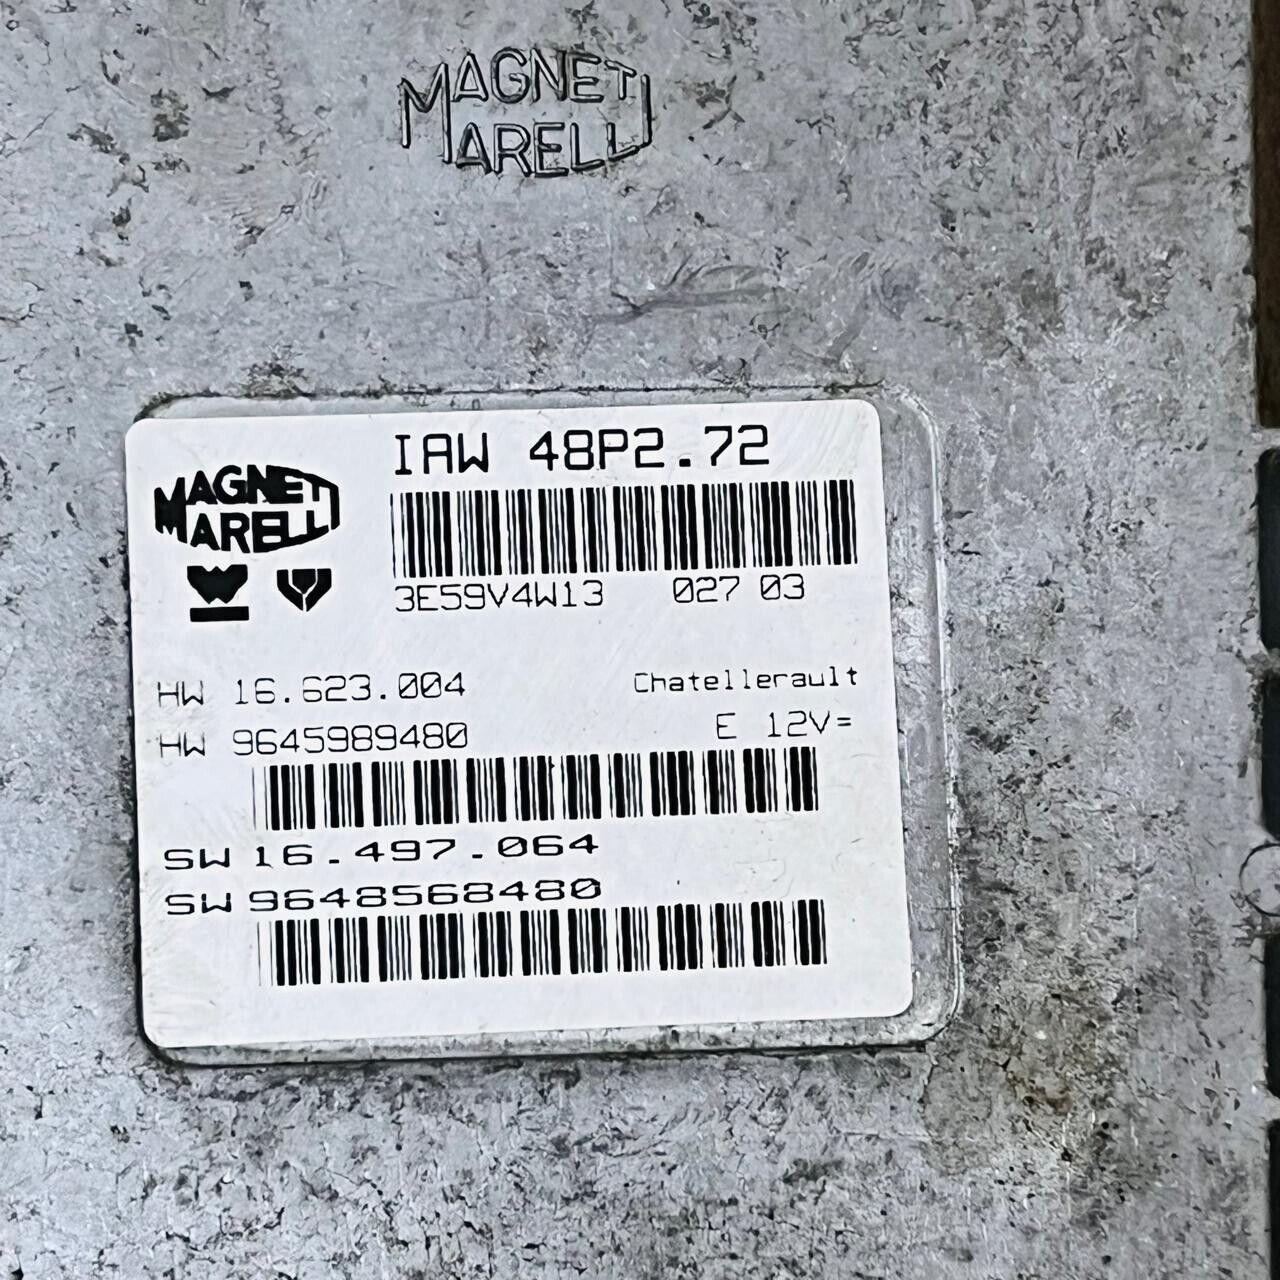 MAGNETI
MARELLI
IAW 48P2.72
MAGNETI
MARELLI
3E59V4W13 027 03
HW 16.623.004 Chatellerault
HW 9645989480 E 12V=
SW 16.497.064
SW 9648568480